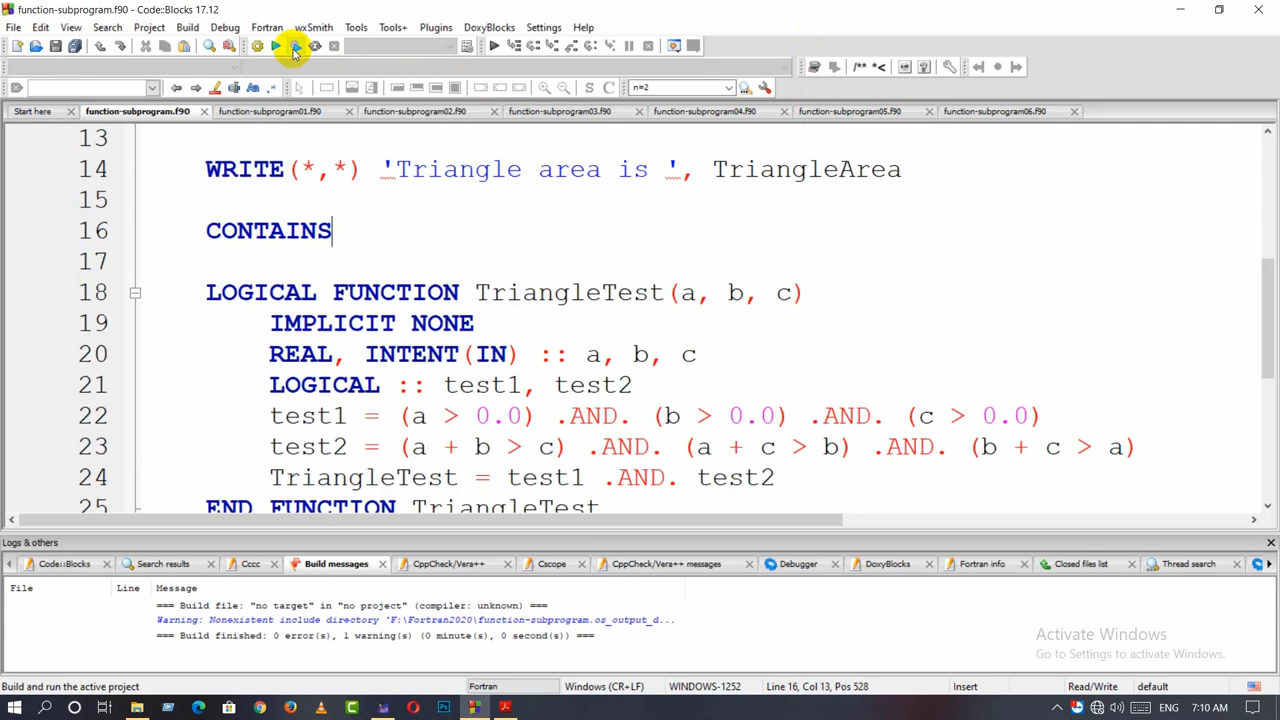 function-subprogram.f90 - Code::Blocks 17.12
File Edit View Search Project Build Debug Fortran wxSmith Tools Tools+ Plugins DoxyBlocks Settings Help
/** *<
S C n=2
Start here function-subprogram.f90 function-subprogram01.f90 function-subprogram02.f90 function-subprogram03.f90 function-subprogram04.f90 function-subprogram05.f90 function-subprogram06.f90
13
14 WRITE(*,*) 'Triangle area is ', TriangleArea
15
16 CONTAINS
17
18 LOGICAL FUNCTION TriangleTest(a, b, c)
19 IMPLICIT NONE
20 REAL, INTENT(IN) :: a, b, c
21 LOGICAL :: test1, test2
22 test1 = (a > 0.0) .AND. (b > 0.0) .AND. (c > 0.0)
23 test2 = (a + b > c) .AND. (a + c > b) .AND. (b + c > a)
24 TriangleTest = test1 .AND. test2
25 END FUNCTION TriangleTest
Logs & others
Code::Blocks Search results Cccc Build messages CppCheck/Vera++ Cscope CppCheck/Vera++ messages Debugger DoxyBlocks Fortran info Closed files list Thread search
File Line Message
=== Build file: "no target" in "no project" (compiler: unknown) ===
Warning: Nonexistent include directory 'F:\Fortran2020\function-subprogram.os_output_d...
=== Build finished: 0 error(s), 1 warning(s) (0 minute(s), 0 second(s)) ===
Activate Windows
Go to Settings to activate Windows.
Build and run the active project Fortran Windows (CR+LF) WINDOWS-1252 Line 16, Col 13, Pos 528 Insert Read/Write default
ENG 7:10 AM